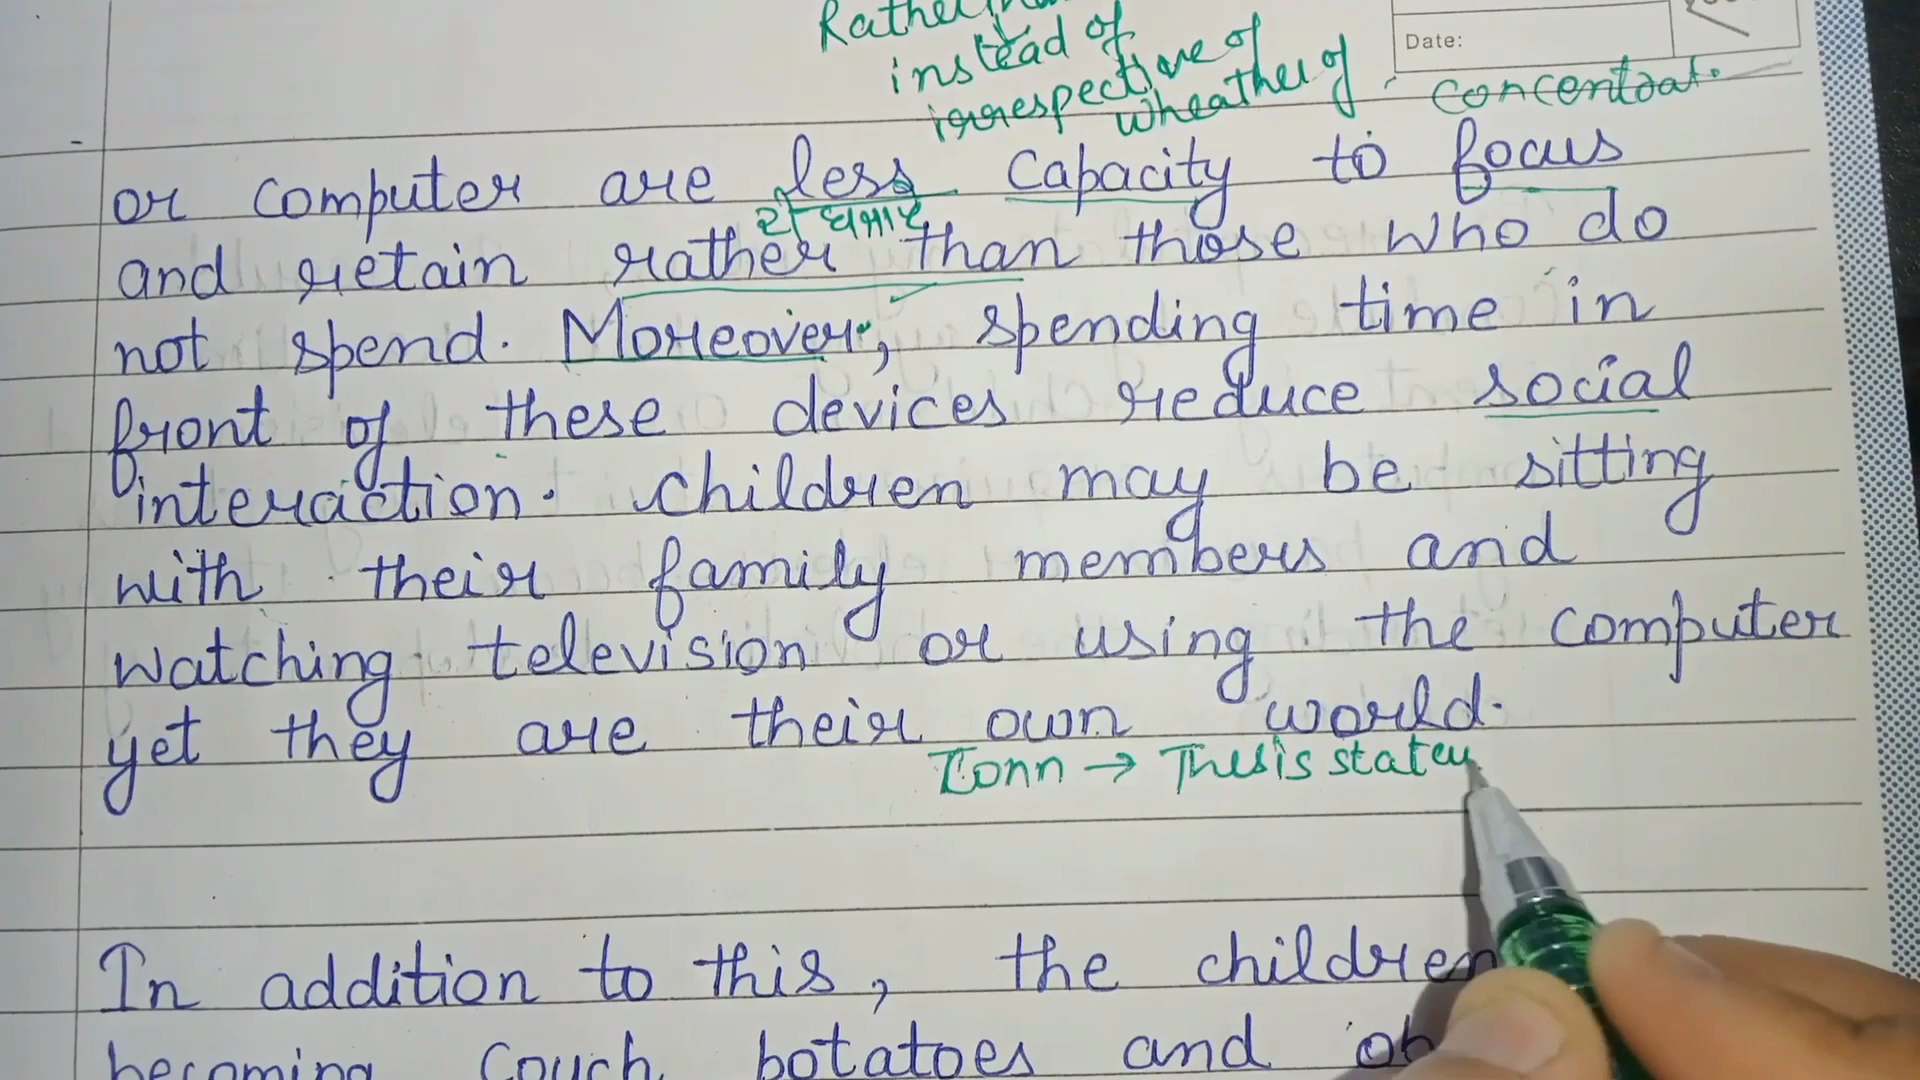 instead of
irrespective of
wheather of
Date:
concentrat.
or computer are less capacity to focus
and retain rather than those who do
not spend. Moreover, spending time in
front of these devices reduce social
interaction. children may be sitting
with their family members and
watching television or using the computer
yet they are their own world.
→ Thesis state
In addition to this, the children
becoming couch potatoes and ob